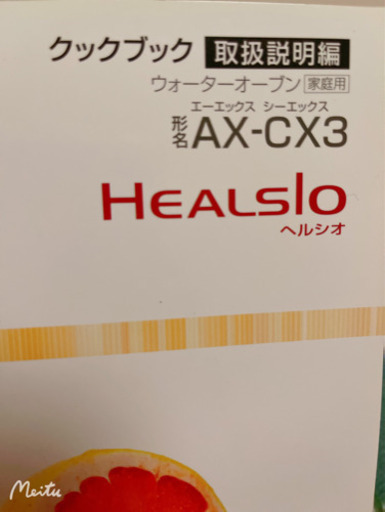 クックブック 取扱説明編
ウォーターオーブン 家庭用
エーエックス シーエックス
形名 AX-CX3
HEALSIO
ヘルシオ
Meitu